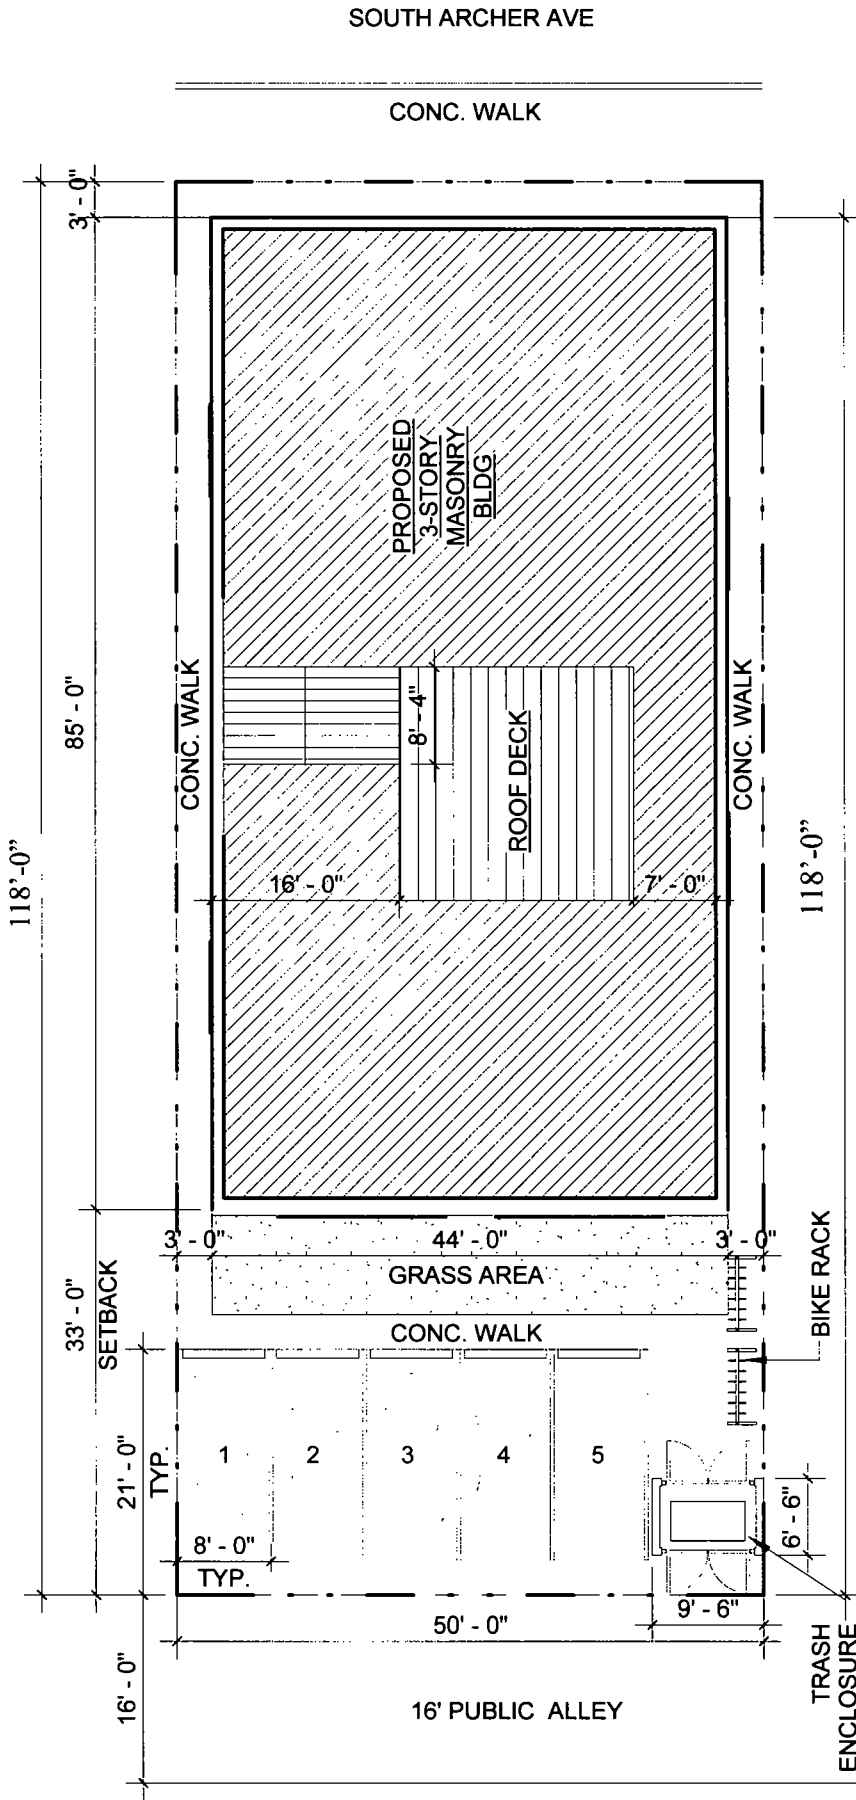 SOUTH ARCHER AVE
CONC. WALK
3' - 0"
PROPOSED
3-STORY
MASONRY
BLDG
85' - 0"
CONC. WALK
8' - 4"
ROOF DECK
CONC. WALK
118'-0"
118'-0"
16' - 0"
7' - 0"
3' - 0"
44' - 0"
3' - 0"
GRASS AREA
33' - 0"
SETBACK
BIKE RACK
CONC. WALK
1
2
3
4
5
21' - 0"
TYP.
6' - 6"
8' - 0"
TYP.
9' - 6"
50' - 0"
16' - 0"
TRASH
ENCLOSURE
16' PUBLIC ALLEY